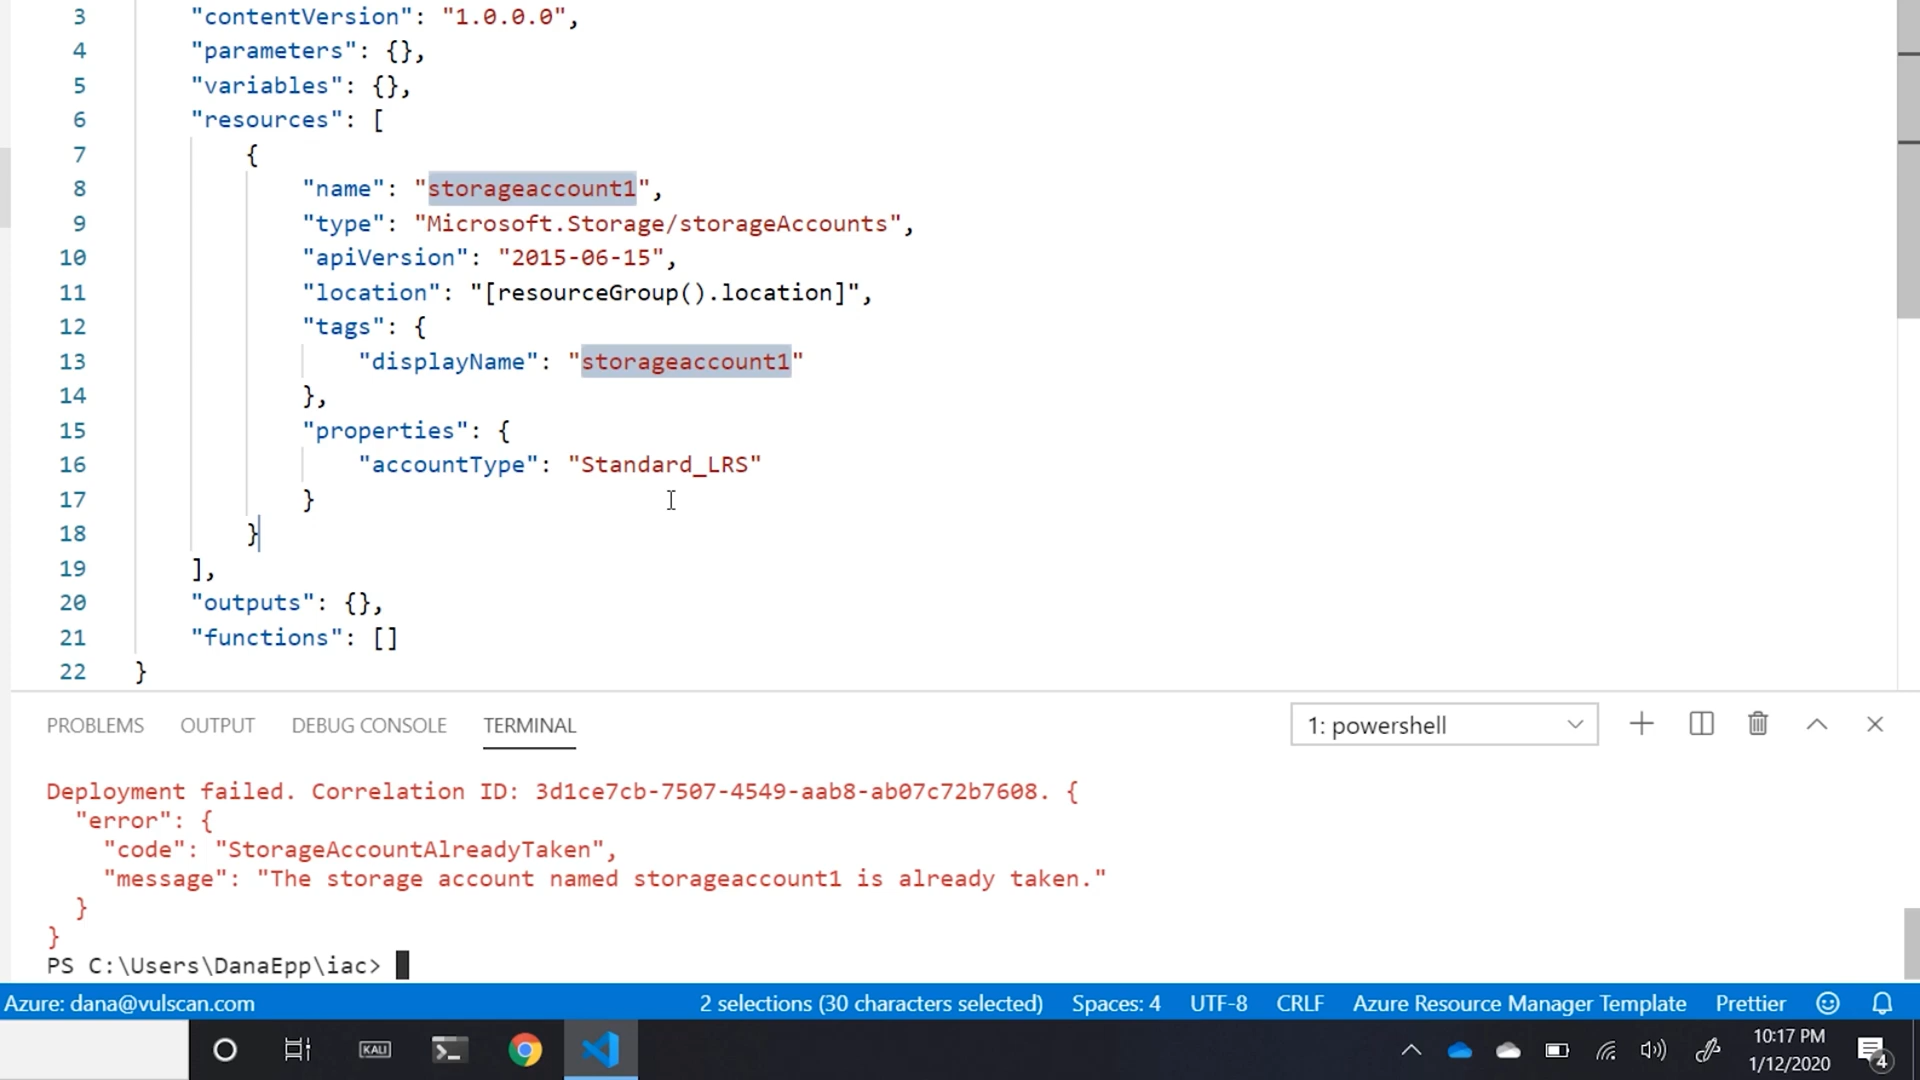 3 "contentVersion": "1.0.0.0",
4 "parameters": {},
5 "variables": {},
6 "resources": [
7 {
8 "name": "storageaccount1",
9 "type": "Microsoft.Storage/storageAccounts",
10 "apiVersion": "2015-06-15",
11 "location": "[resourceGroup().location]",
12 "tags": {
13 "displayName": "storageaccount1"
14 },
15 "properties": {
16 "accountType": "Standard_LRS"
17 }
18 }
19 ],
20 "outputs": {},
21 "functions": []
22 }
PROBLEMS OUTPUT DEBUG CONSOLE TERMINAL 1: powershell
Deployment failed. Correlation ID: 3d1ce7cb-7507-4549-aab8-ab07c72b7608. {
"error": {
"code": "StorageAccountAlreadyTaken",
"message": "The storage account named storageaccount1 is already taken."
}
}
PS C:\Users\DanaEpp\iac>
Azure: dana@vulscan.com 2 selections (30 characters selected) Spaces: 4 UTF-8 CRLF Azure Resource Manager Template Prettier
KALI
10:17 PM
1/12/2020
4